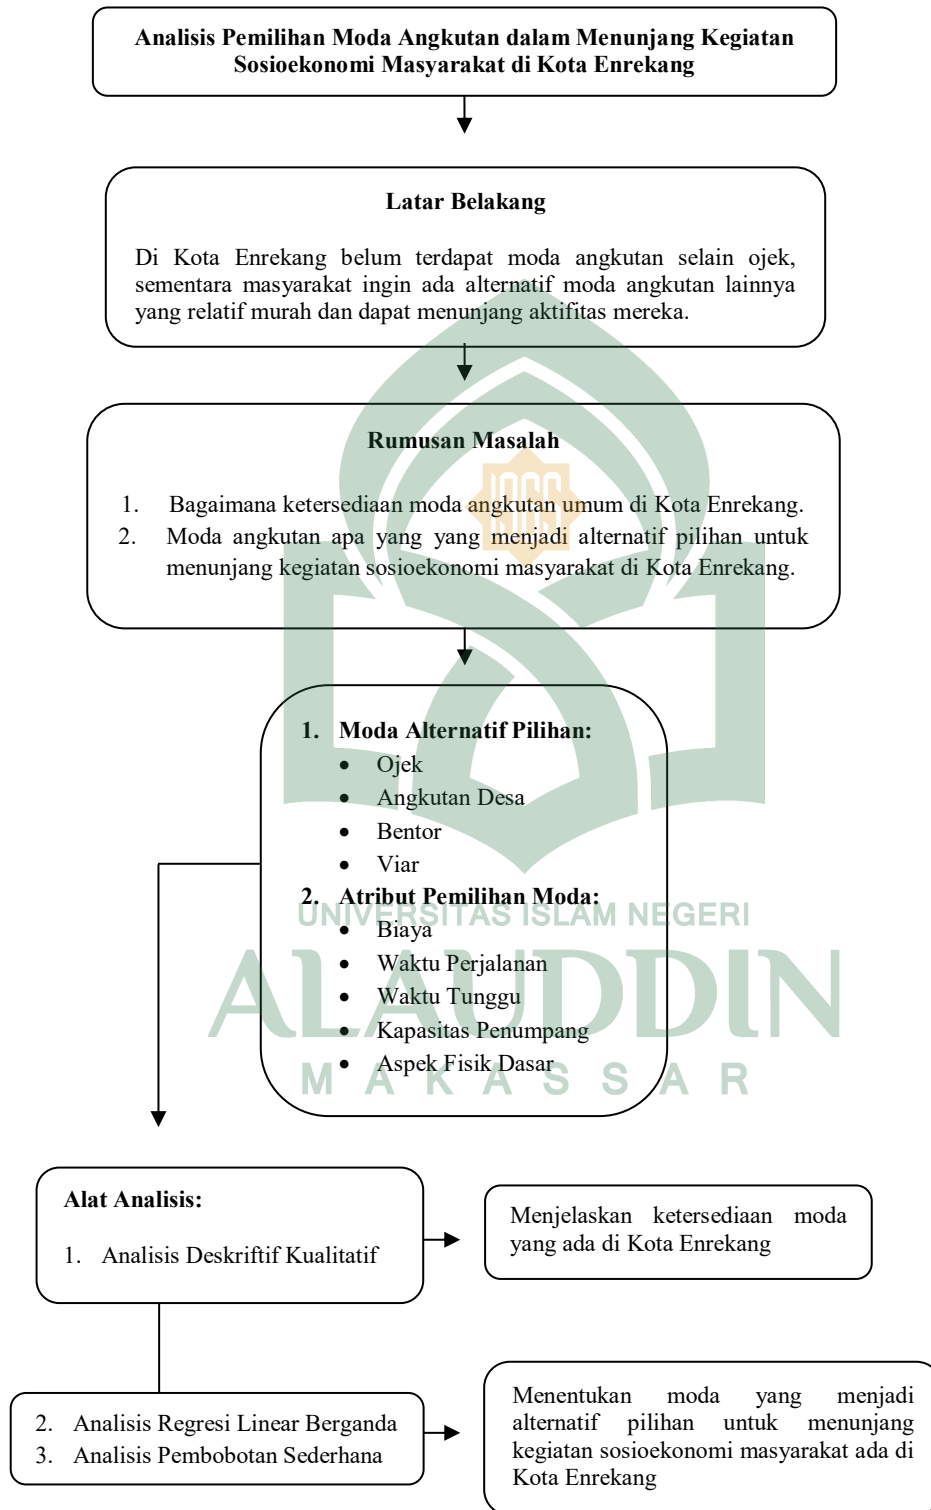 Analisis Pemilihan Moda Angkutan dalam Menunjang Kegiatan
Sosioekonomi Masyarakat di Kota Enrekang
Latar Belakang
Di Kota Enrekang belum terdapat moda angkutan selain ojek,
sementara masyarakat ingin ada alternatif moda angkutan lainnya
yang relatif murah dan dapat menunjang aktifitas mereka.
Rumusan Masalah
1. Bagaimana ketersediaan moda angkutan umum di Kota Enrekang.
2. Moda angkutan apa yang yang menjadi alternatif pilihan untuk
menunjang kegiatan sosioekonomi masyarakat di Kota Enrekang.
1. Moda Alternatif Pilihan:
• Ojek
• Angkutan Desa
• Bentor
• Viar
2. Atribut Pemilihan Moda:
UNIVERSITAS ISLAM NEGERI
• Biaya
• Waktu Perjalanan
ALAUDDIN
• Waktu Tunggu
• Kapasitas Penumpang
• Aspek Fisik Dasar
MAKASSAR
Alat Analisis:
1. Analisis Deskriftif Kualitatif
Menjelaskan ketersediaan moda
yang ada di Kota Enrekang
2. Analisis Regresi Linear Berganda
3. Analisis Pembobotan Sederhana
Menentukan moda yang menjadi
alternatif pilihan untuk menunjang
kegiatan sosioekonomi masyarakat ada di
Kota Enrekang